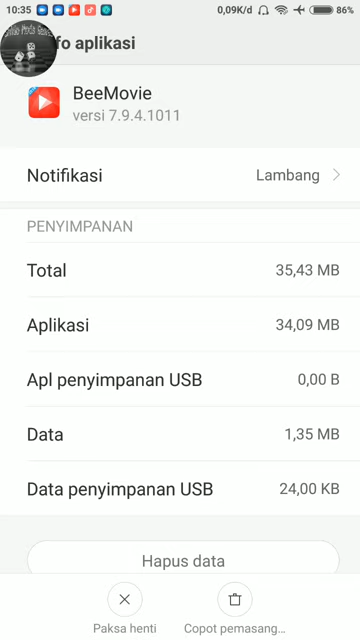 10:35
0,09K/d
86%
fo aplikasi
BeeMovie
versi 7.9.4.1011
Notifikasi
Lambang
PENYIMPANAN
Total
35,43 MB
Aplikasi
34,09 MB
Apl penyimpanan USB
0,00 B
Data
1,35 MB
Data penyimpanan USB
24,00 KB
Hapus data
Paksa henti
Copot pemasang...